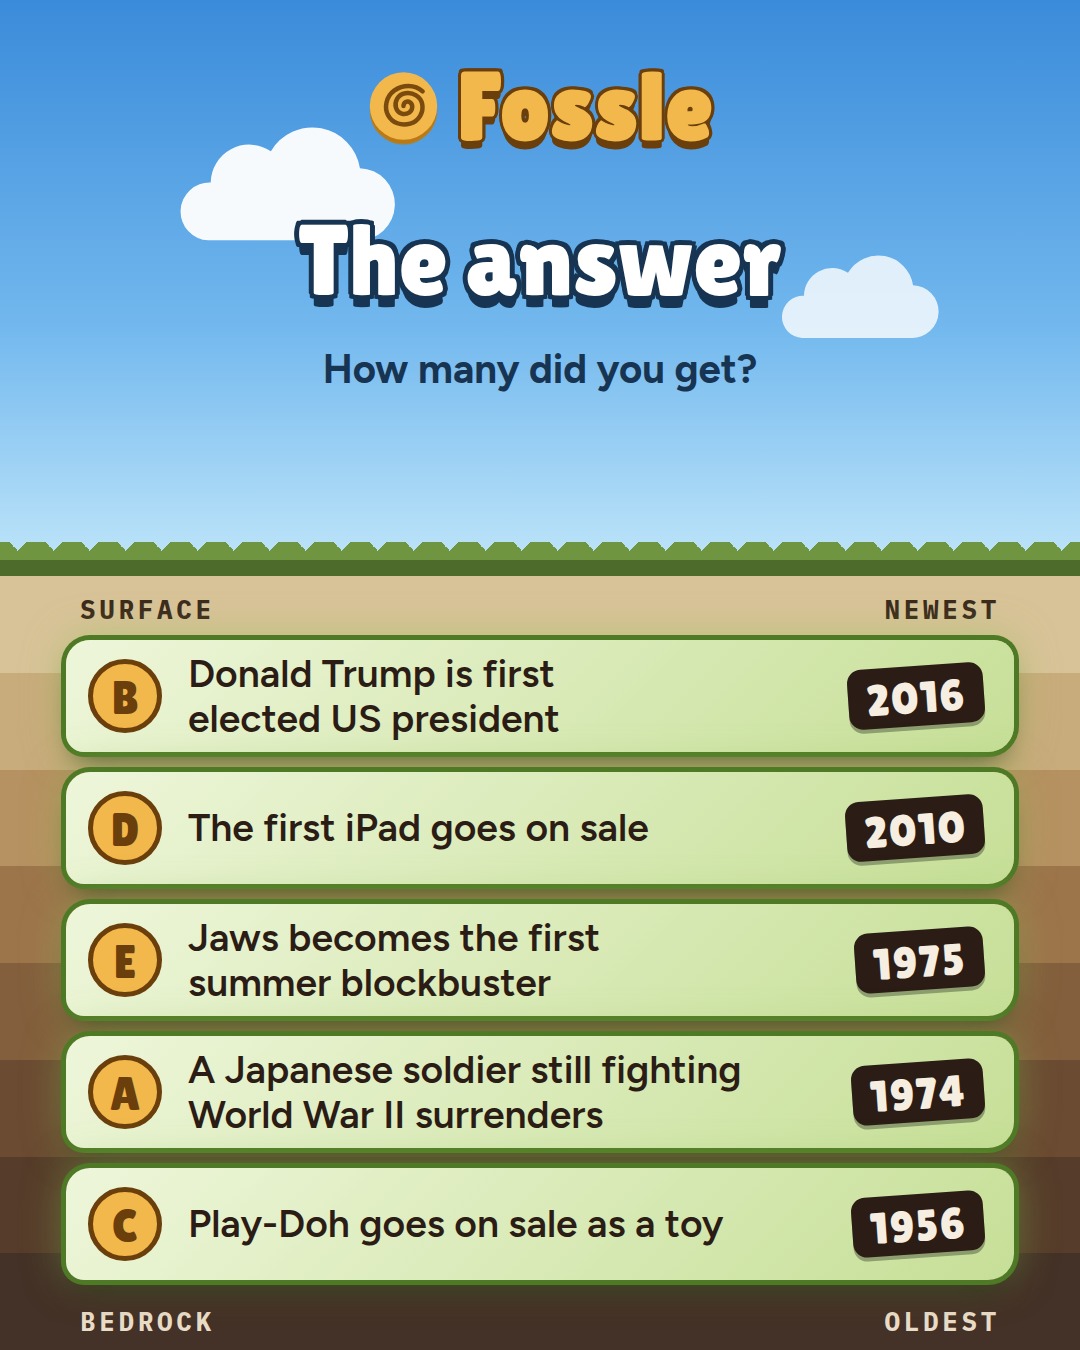 Fossle
The answer
How many did you get?
SURFACE NEWEST
B Donald Trump is first
elected US president 2016
D The first iPad goes on sale 2010
E Jaws becomes the first
summer blockbuster 1975
A A Japanese soldier still fighting
World War II surrenders 1974
C Play-Doh goes on sale as a toy 1956
BEDROCK OLDEST